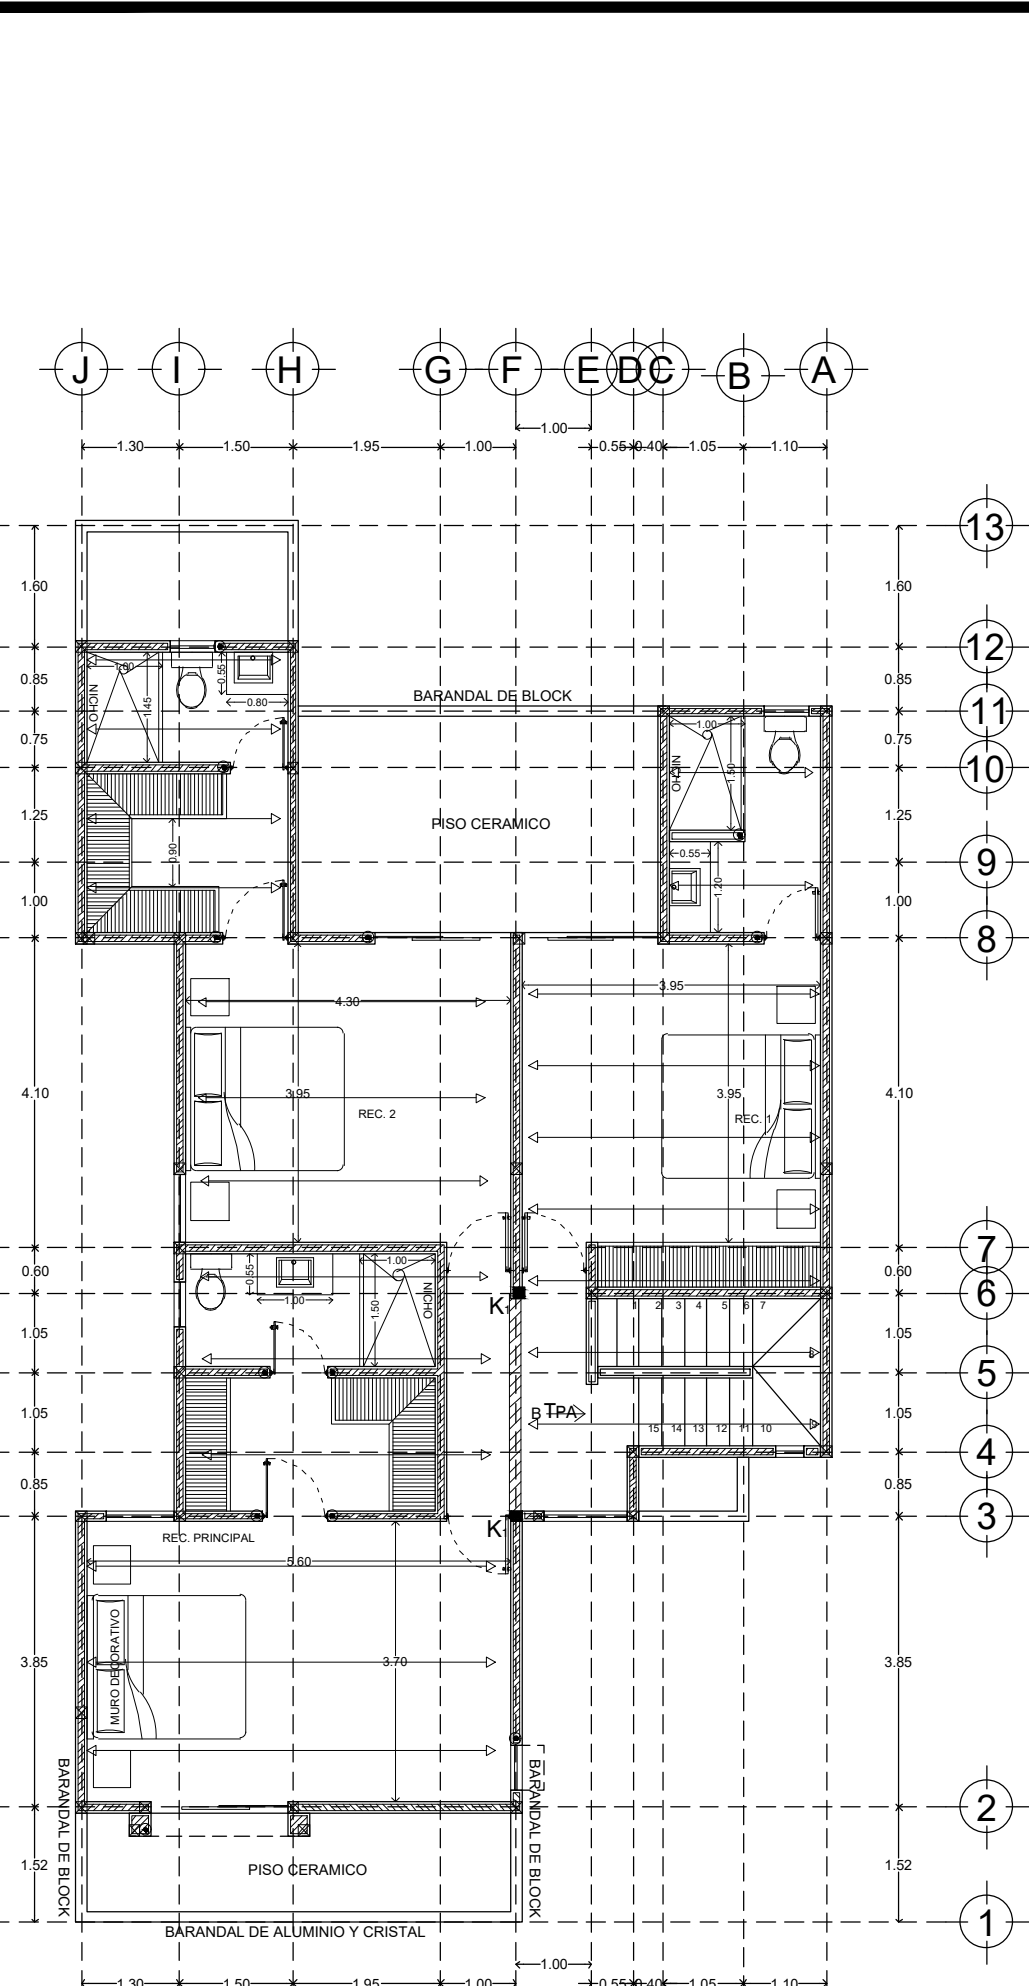 J I H G F E D C B A
1.00
1.30 1.50 1.95 1.00 0.55 0.40 1.05 1.10
13
1.60 1.60
12
1.00
0.55
0.85 0.85
NICHO
1.45
0.80
BARANDAL DE BLOCK
11
1.00
0.75 0.75
10
NICHO
1.50
1.25 1.25
PISO CERAMICO
0.90
0.55
9
1.20
1.00 1.00
8
3.95
4.30
4.10 3.95 3.95 4.10
REC. 2 REC. 1
7
0.60 0.60
0.55
1.00
6
1.00
NICHO
1.50
K1
1 2 3 4 5 6 7
1.05 1.05
5
1.05 1.05
B TPA
15 14 13 12 11 10
4
0.85 0.85
3
K1
REC. PRINCIPAL
5.60
MURO DECORATIVO
3.85 3.70 3.85
BARANDAL DE BLOCK
BARANDAL DE BLOCK
2
1.52 1.52
PISO CERAMICO
1
BARANDAL DE ALUMINIO Y CRISTAL
1.00
1.30 1.50 1.95 1.00 0.55 0.40 1.05 1.10